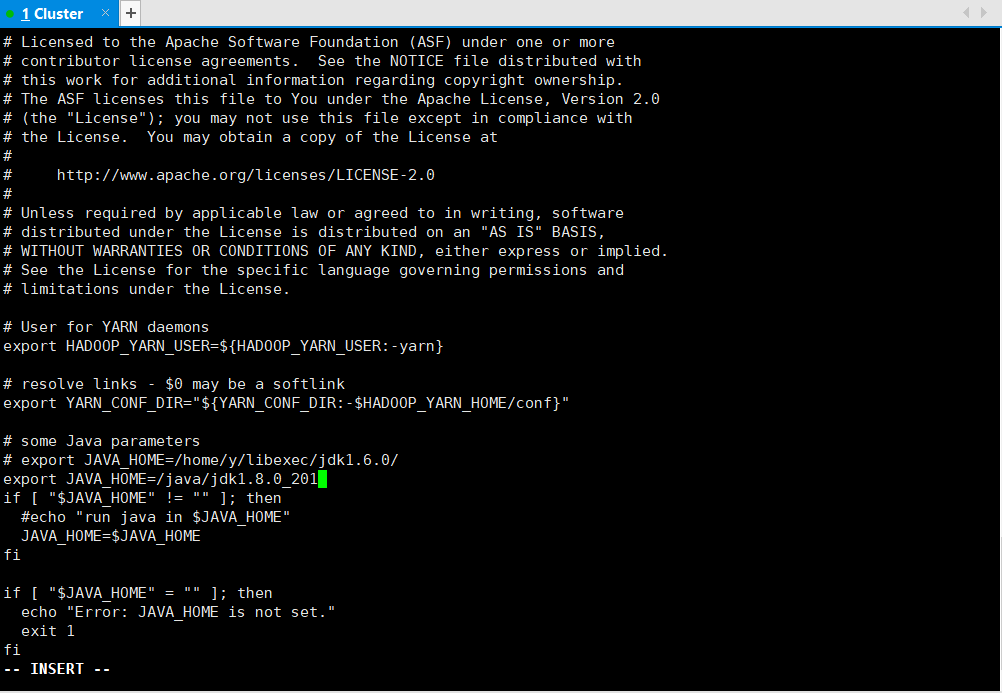 1 Cluster × +
# Licensed to the Apache Software Foundation (ASF) under one or more
# contributor license agreements.  See the NOTICE file distributed with
# this work for additional information regarding copyright ownership.
# The ASF licenses this file to You under the Apache License, Version 2.0
# (the "License"); you may not use this file except in compliance with
# the License.  You may obtain a copy of the License at
#
#     http://www.apache.org/licenses/LICENSE-2.0
#
# Unless required by applicable law or agreed to in writing, software
# distributed under the License is distributed on an "AS IS" BASIS,
# WITHOUT WARRANTIES OR CONDITIONS OF ANY KIND, either express or implied.
# See the License for the specific language governing permissions and
# limitations under the License.

# User for YARN daemons
export HADOOP_YARN_USER=${HADOOP_YARN_USER:-yarn}

# resolve links - $0 may be a softlink
export YARN_CONF_DIR="${YARN_CONF_DIR:-$HADOOP_YARN_HOME/conf}"

# some Java parameters
# export JAVA_HOME=/home/y/libexec/jdk1.6.0/
export JAVA_HOME=/java/jdk1.8.0_201
if [ "$JAVA_HOME" != "" ]; then
  #echo "run java in $JAVA_HOME"
  JAVA_HOME=$JAVA_HOME
fi

if [ "$JAVA_HOME" = "" ]; then
  echo "Error: JAVA_HOME is not set."
  exit 1
fi
-- INSERT --